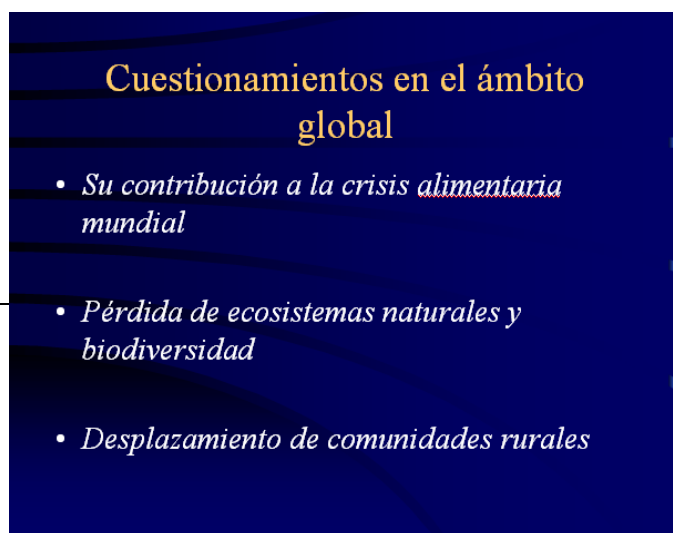 Cuestionamientos en el ámbito
global
• Su contribución a la crisis alimentaria
mundial
• Pérdida de ecosistemas naturales y
biodiversidad
• Desplazamiento de comunidades rurales